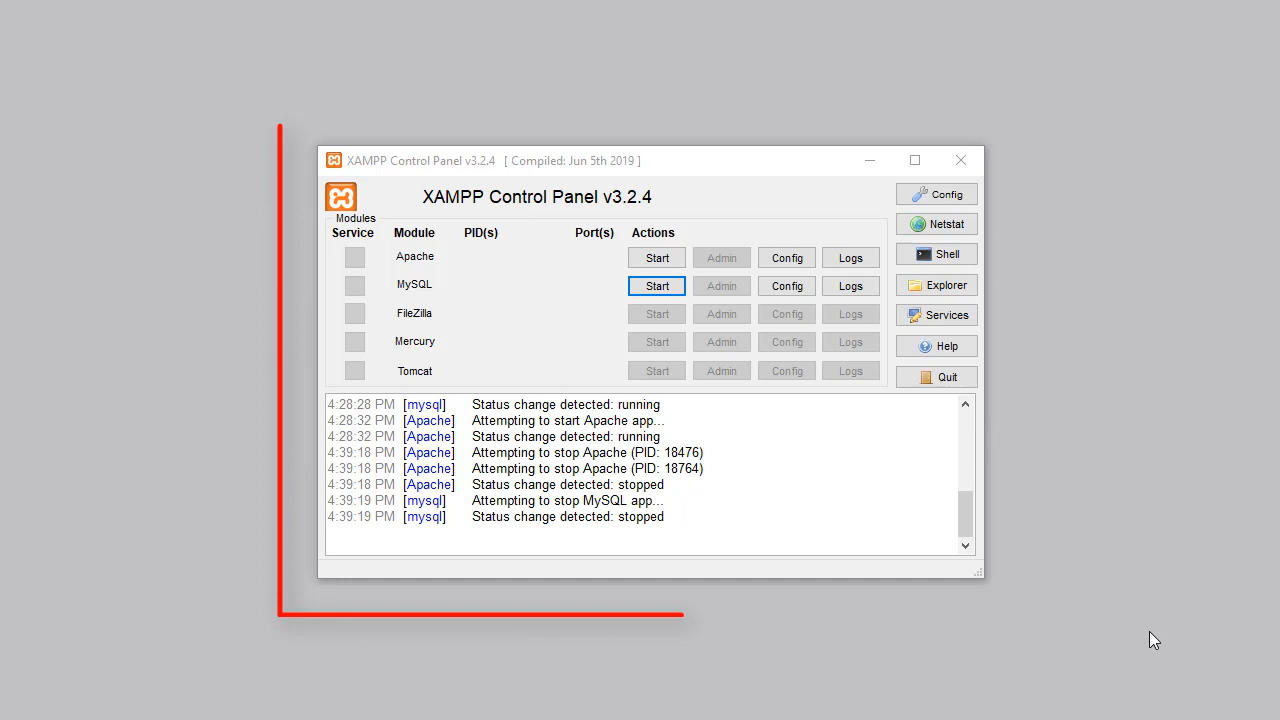 XAMPP Control Panel v3.2.4 [ Compiled: Jun 5th 2019 ]
XAMPP Control Panel v3.2.4
Config
Modules
Service Module PID(s) Port(s) Actions
Netstat
Apache Start Admin Config Logs
Shell
MySQL Start Admin Config Logs
Explorer
FileZilla Start Admin Config Logs
Services
Mercury Start Admin Config Logs
Help
Tomcat Start Admin Config Logs
Quit
4:28:28 PM [mysql] Status change detected: running
4:28:32 PM [Apache] Attempting to start Apache app...
4:28:32 PM [Apache] Status change detected: running
4:39:18 PM [Apache] Attempting to stop Apache (PID: 18476)
4:39:18 PM [Apache] Attempting to stop Apache (PID: 18764)
4:39:18 PM [Apache] Status change detected: stopped
4:39:19 PM [mysql] Attempting to stop MySQL app...
4:39:19 PM [mysql] Status change detected: stopped